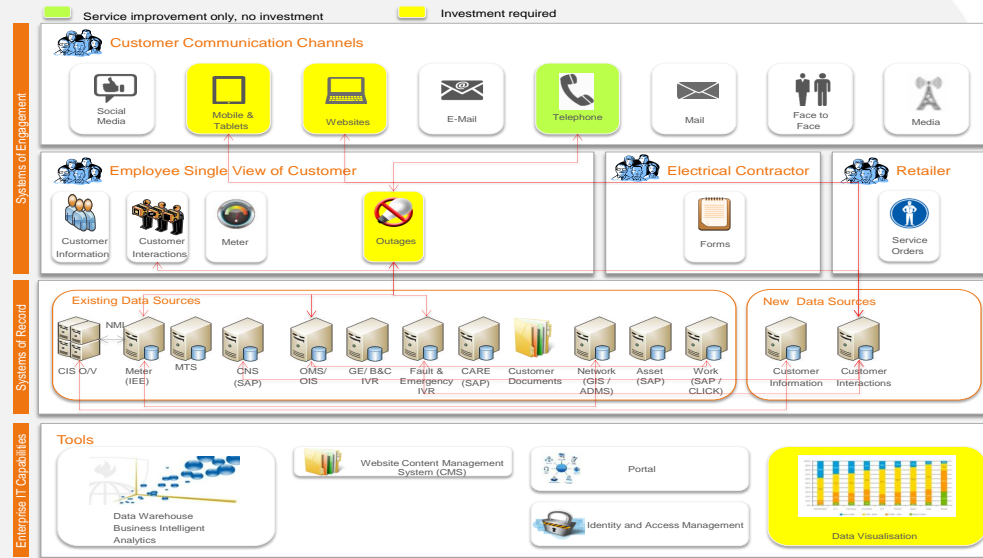 Service improvement only, no investment
Investment required
Systems of Engagement
Customer Communication Channels
Social
Media
Mobile &
Tablets
Websites
E-Mail
Telephone
Mail
Face to
Face
Media
Employee Single View of Customer
Customer
Information
Customer
Interactions
Meter
Outages
Electrical Contractor
Forms
Retailer
Service
Orders
Systems of Record
Existing Data Sources
NMI
CIS O/V
Meter
(IEE)
MTS
CNS
(SAP)
OMS/
OIS
GE/ B&C
IVR
Fault &
Emergency
IVR
CARE
(SAP)
Customer
Documents
Network
(GIS /
ADMS)
Asset
(SAP)
Work
(SAP /
CLICK)
New Data Sources
Customer
Information
Customer
Interactions
Enterprise IT Capabilities
Tools
Data Warehouse
Business Intelligent
Analytics
Website Content Management
System (CMS)
Portal
Identity and Access Management
Data Visualisation